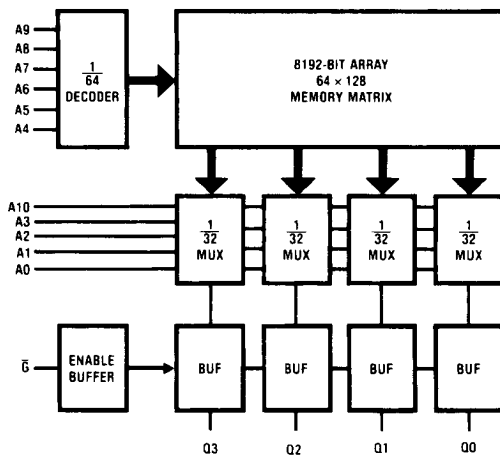 A9
A8
A7
A6
A5
A4
1
64
DECODER
8192-BIT ARRAY
64 × 128
MEMORY MATRIX
A10
A3
A2
A1
A0
1
32
MUX
1
32
MUX
1
32
MUX
1
32
MUX
G̅
ENABLE
BUFFER
BUF
BUF
BUF
BUF
Q3
Q2
Q1
Q0